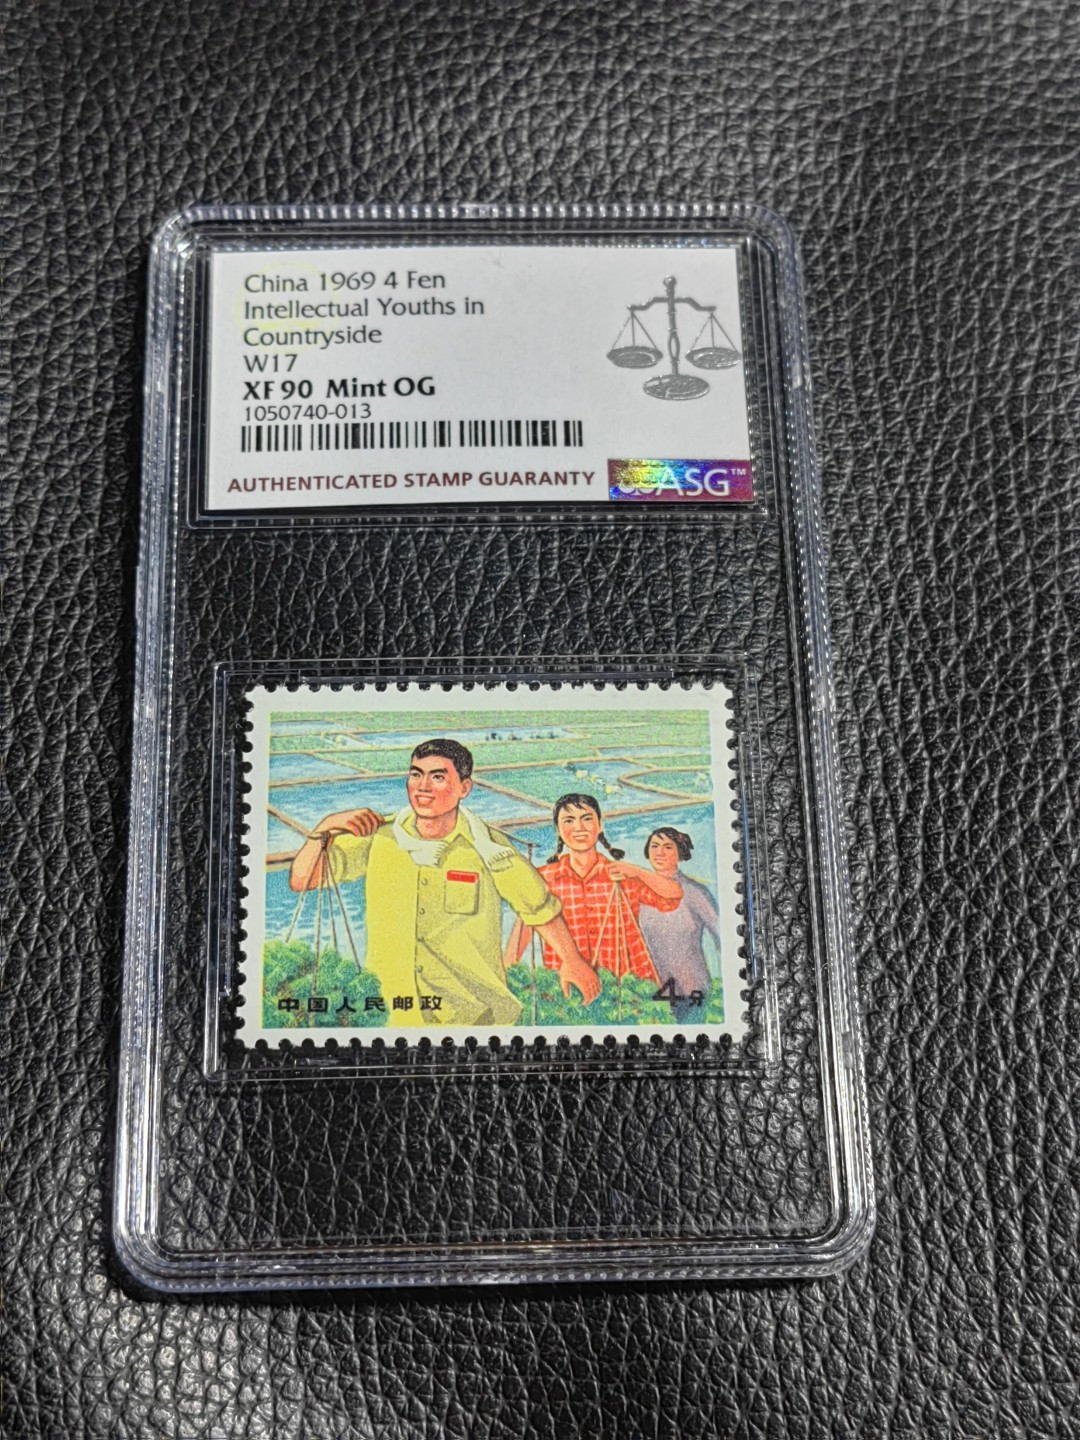 China 1969 4 Fen
Intellectual Youths in
Countryside
W17
XF 90 Mint OG
1050740-013
AUTHENTICATED STAMP GUARANTY
ASG™
中国人民邮政
4分